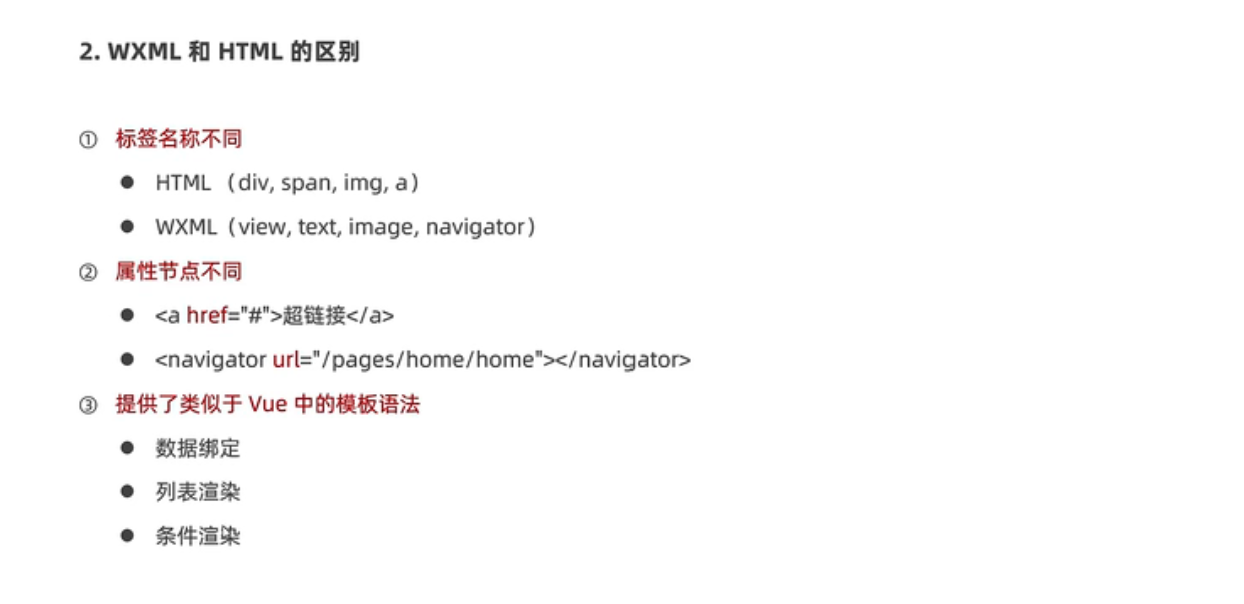 2. WXML 和 HTML 的区别
① 标签名称不同
● HTML （div, span, img, a）
● WXML（view, text, image, navigator）
② 属性节点不同
● <a href="#">超链接</a>
● <navigator url="/pages/home/home"></navigator>
③ 提供了类似于 Vue 中的模板语法
● 数据绑定
● 列表渲染
● 条件渲染